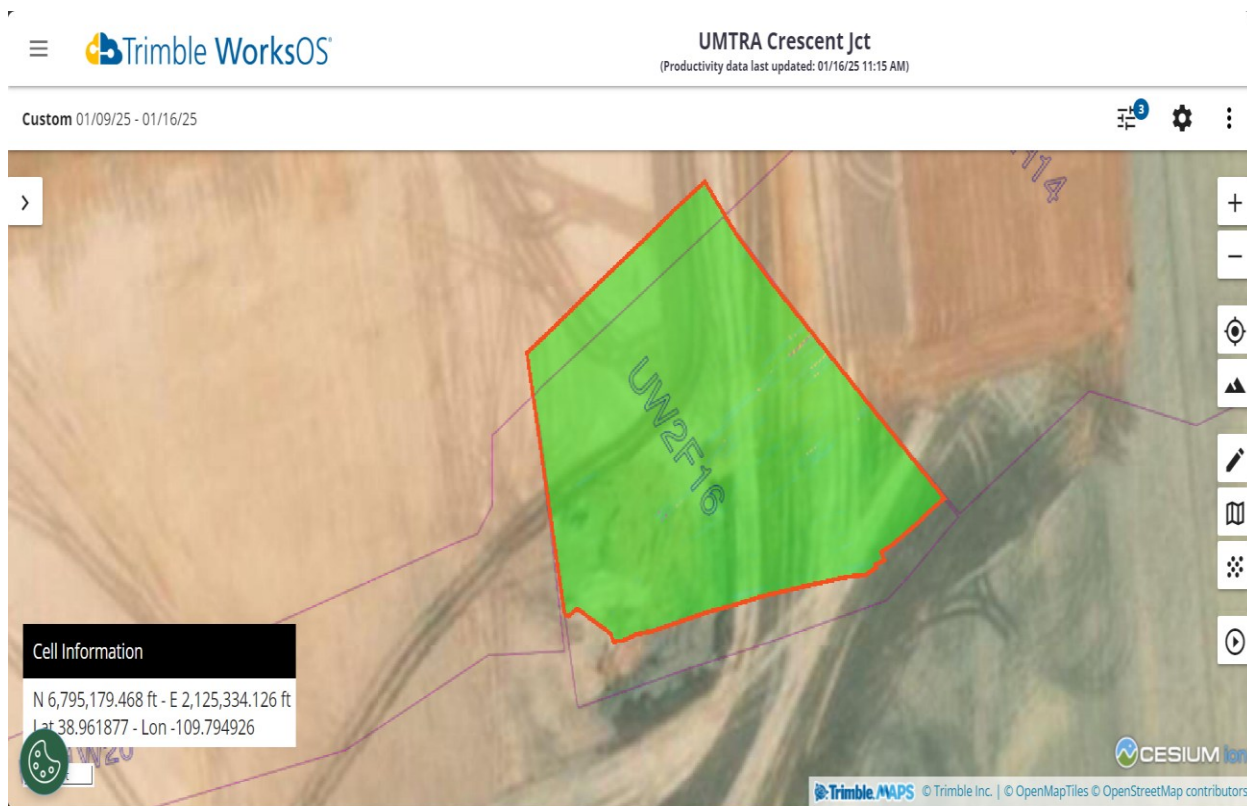 Trimble WorksOS
UMTRA Crescent Jct
(Productivity data last updated: 01/16/25 11:15 AM)
Custom 01/09/25 - 01/16/25
3
114
UW2F16
Cell Information
N 6,795,179.468 ft - E 2,125,334.126 ft
Lat 38.961877 - Lon -109.794926
CESIUM ion
Trimble MAPS © Trimble Inc. | © OpenMapTiles © OpenStreetMap contributors